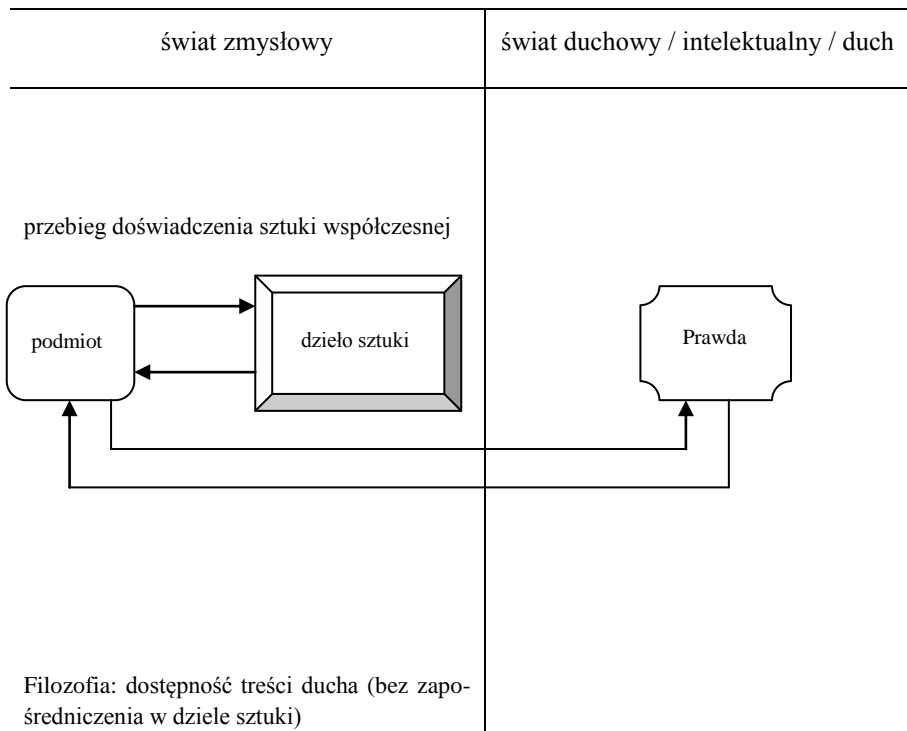 świat zmysłowy
świat duchowy / intelektualny / duch
przebieg doświadczenia sztuki współczesnej
podmiot
dzieło sztuki
Prawda
Filozofia: dostępność treści ducha (bez zapo-
średniczenia w dziele sztuki)